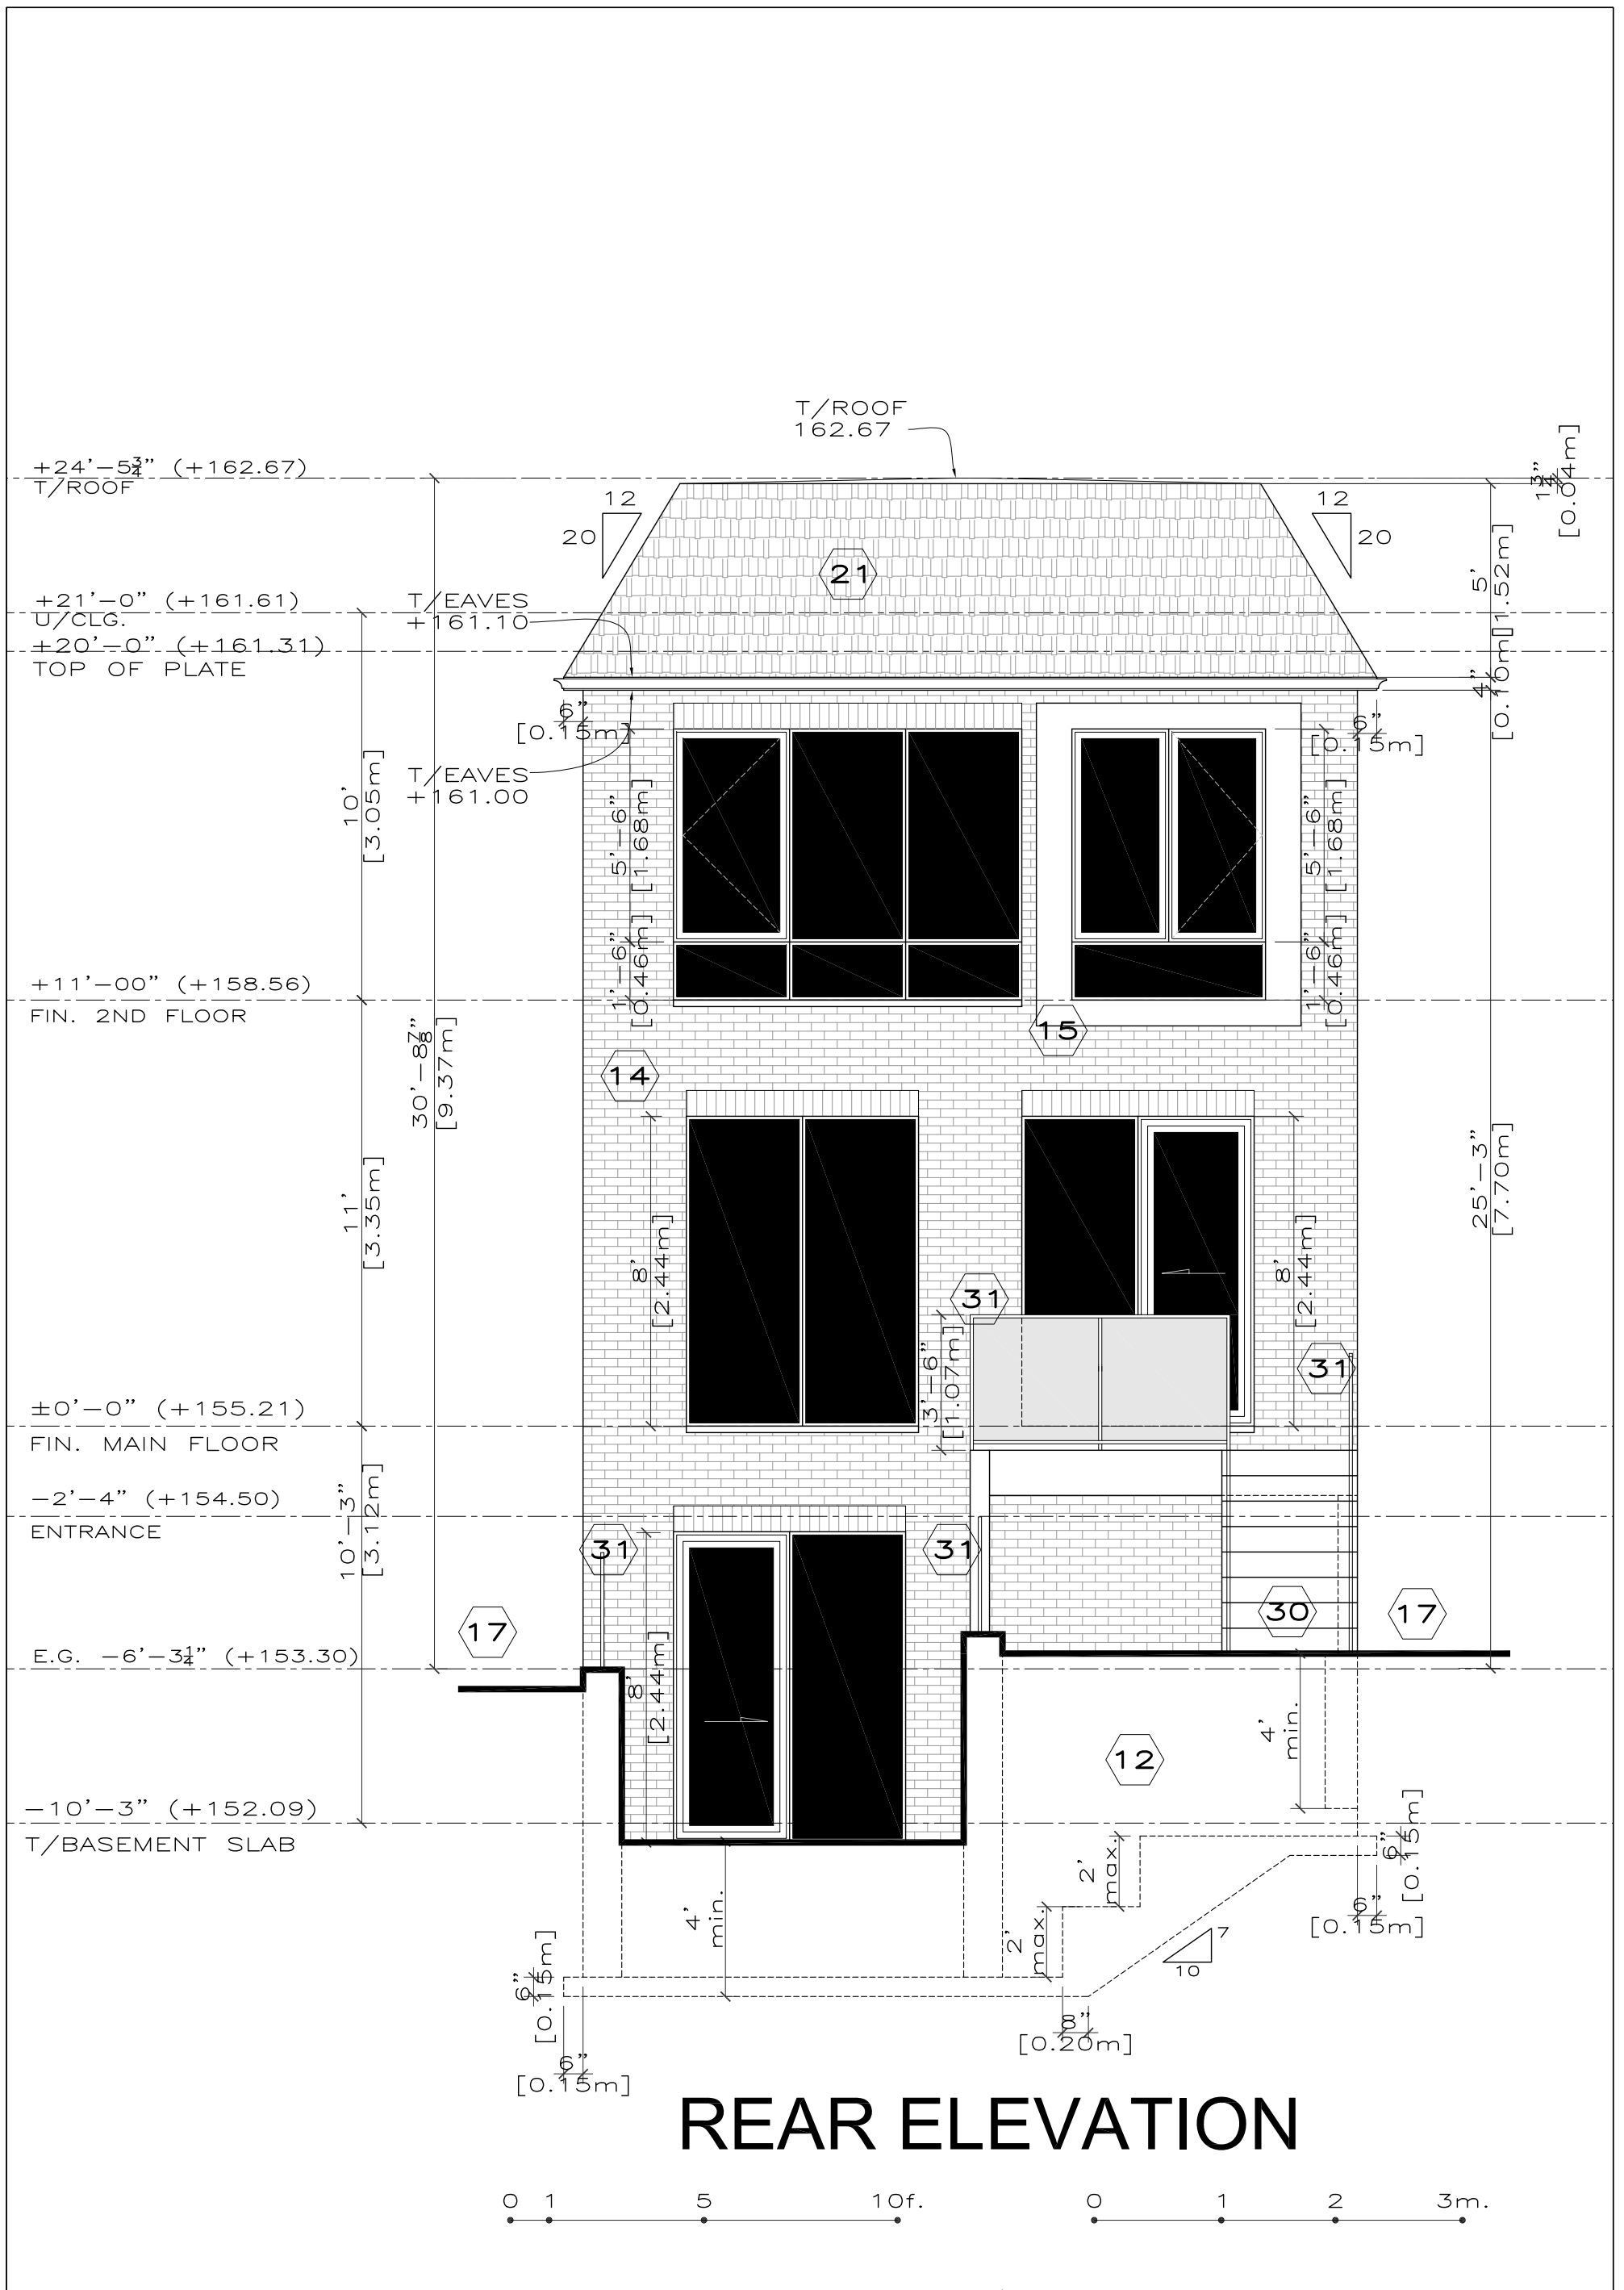 T/ROOF
162.67
+24'-5¾" (+162.67)
T/ROOF
1¾"
[0.04m]
12
20
12
20
21
5'
[1.52m]
+21'-0" (+161.61)
U/CLG.
T/EAVES
+161.10
+20'-0" (+161.31)
TOP OF PLATE
4"
[0.10m]
6"
[0.15m]
6"
[0.15m]
T/EAVES
+161.00
10'
[3.05m]
5'-6"
[1.68m]
5'-6"
[1.68m]
1'-6"
[0.46m]
1'-6"
[0.46m]
+11'-00" (+158.56)
FIN. 2ND FLOOR
15
14
30'-8⅞"
[9.37m]
25'-3"
[7.70m]
11'
[3.35m]
8'
[2.44m]
8'
[2.44m]
31
3'-6"
[1.07m]
31
±0'-0" (+155.21)
FIN. MAIN FLOOR
-2'-4" (+154.50)
ENTRANCE
10'-3"
[3.12m]
31
31
17
30
17
E.G. -6'-3¼" (+153.30)
8'
[2.44m]
4'
min.
12
-10'-3" (+152.09)
T/BASEMENT SLAB
2'
max.
6"
[0.15m]
4'
min.
2'
max.
6"
[0.15m]
7
10
6"
[0.15m]
8"
[0.20m]
6"
[0.15m]
REAR ELEVATION
0 1 5 10f.
0 1 2 3m.